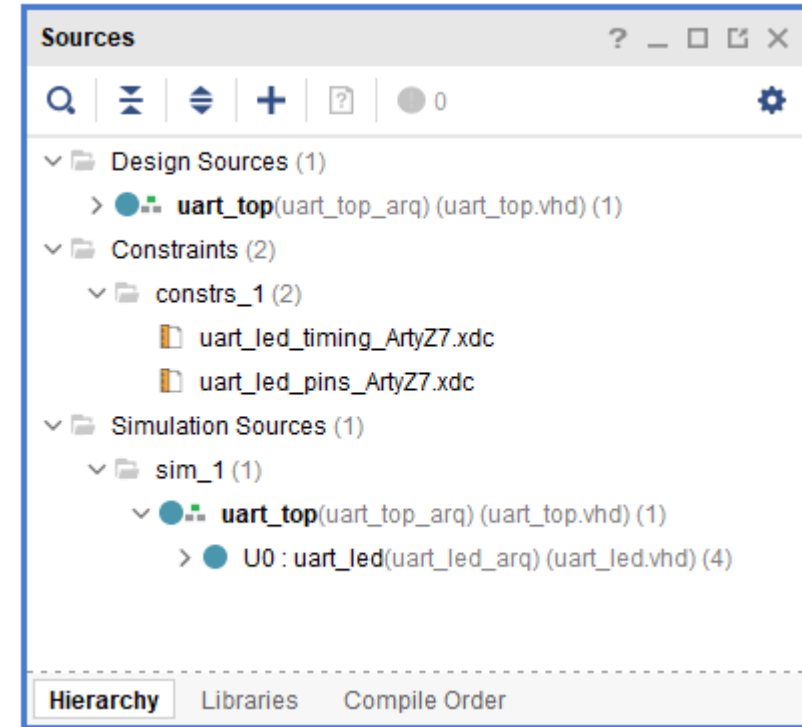 Sources
0
Design Sources (1)
uart_top(uart_top_arq) (uart_top.vhd) (1)
Constraints (2)
constrs_1 (2)
uart_led_timing_ArtyZ7.xdc
uart_led_pins_ArtyZ7.xdc
Simulation Sources (1)
sim_1 (1)
uart_top(uart_top_arq) (uart_top.vhd) (1)
U0 : uart_led(uart_led_arq) (uart_led.vhd) (4)
Hierarchy Libraries Compile Order